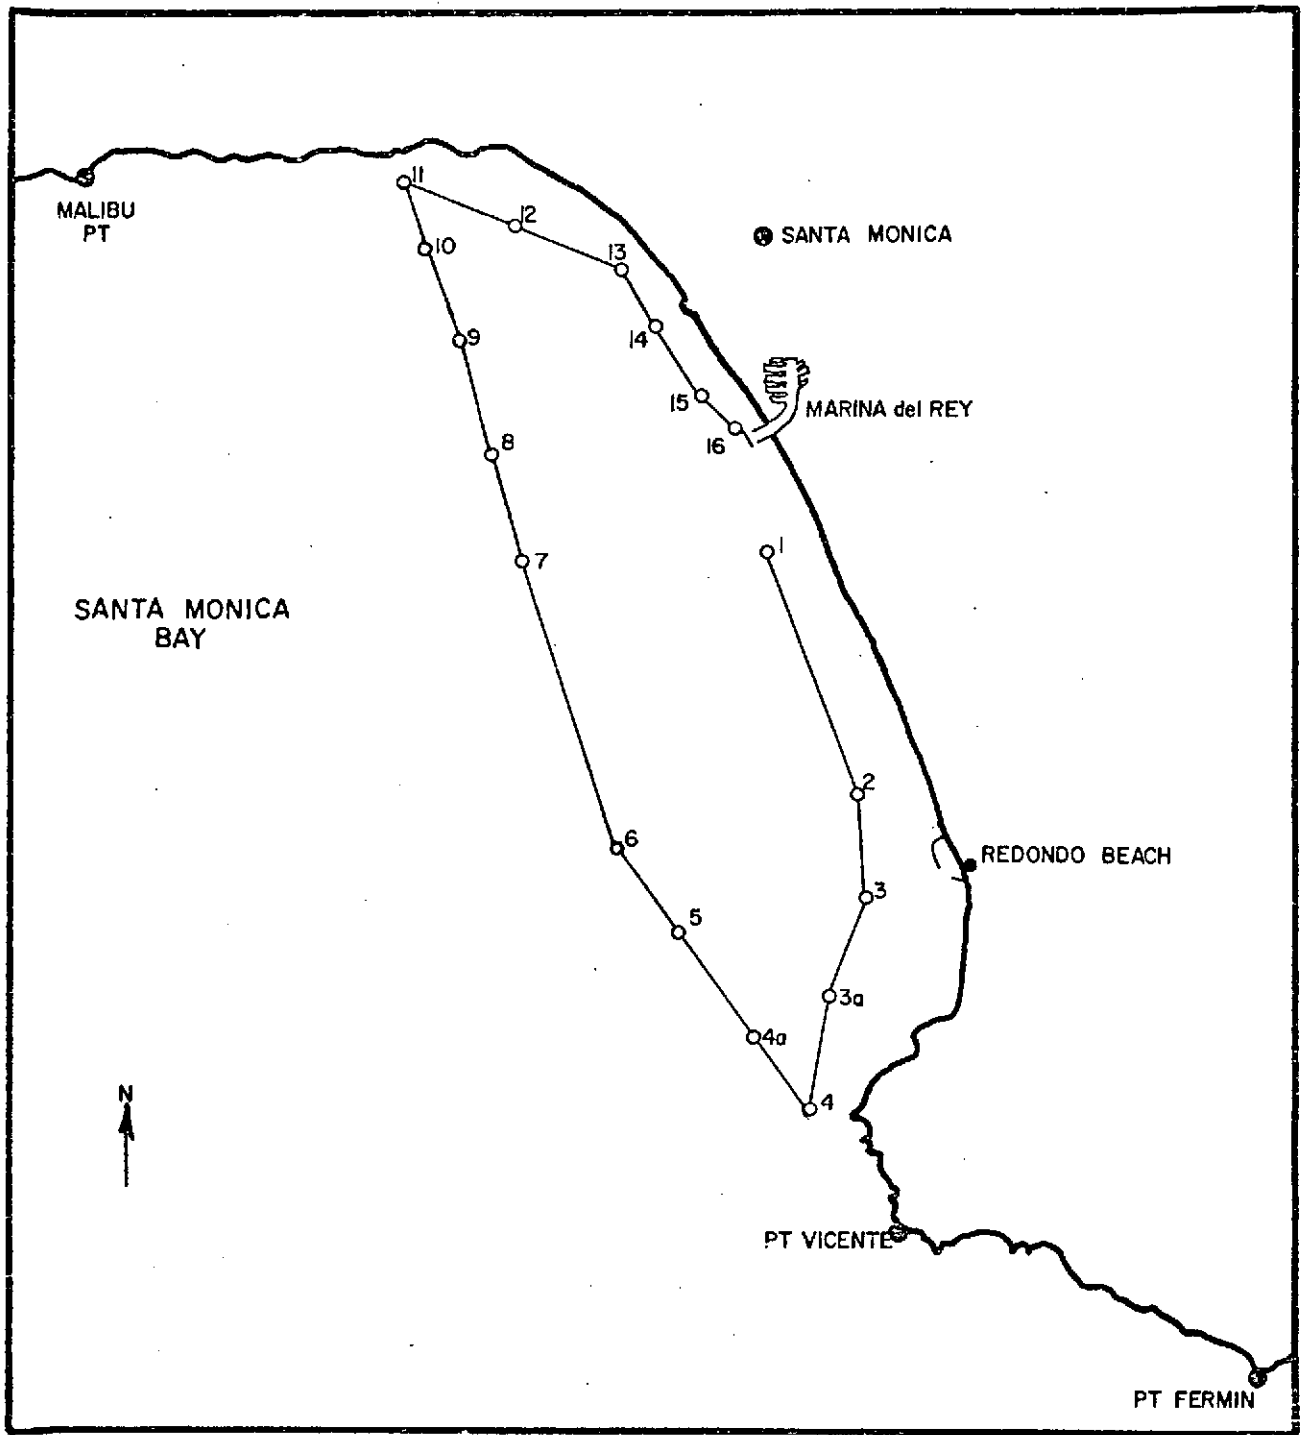 11
MALIBU
PT
12
SANTA MONICA
10
13
9
14
MARINA del REY
15
16
8
1
7
SANTA MONICA
BAY
2
6
REDONDO BEACH
3
5
3a
4a
N
4
PT VICENTE
PT FERMIN